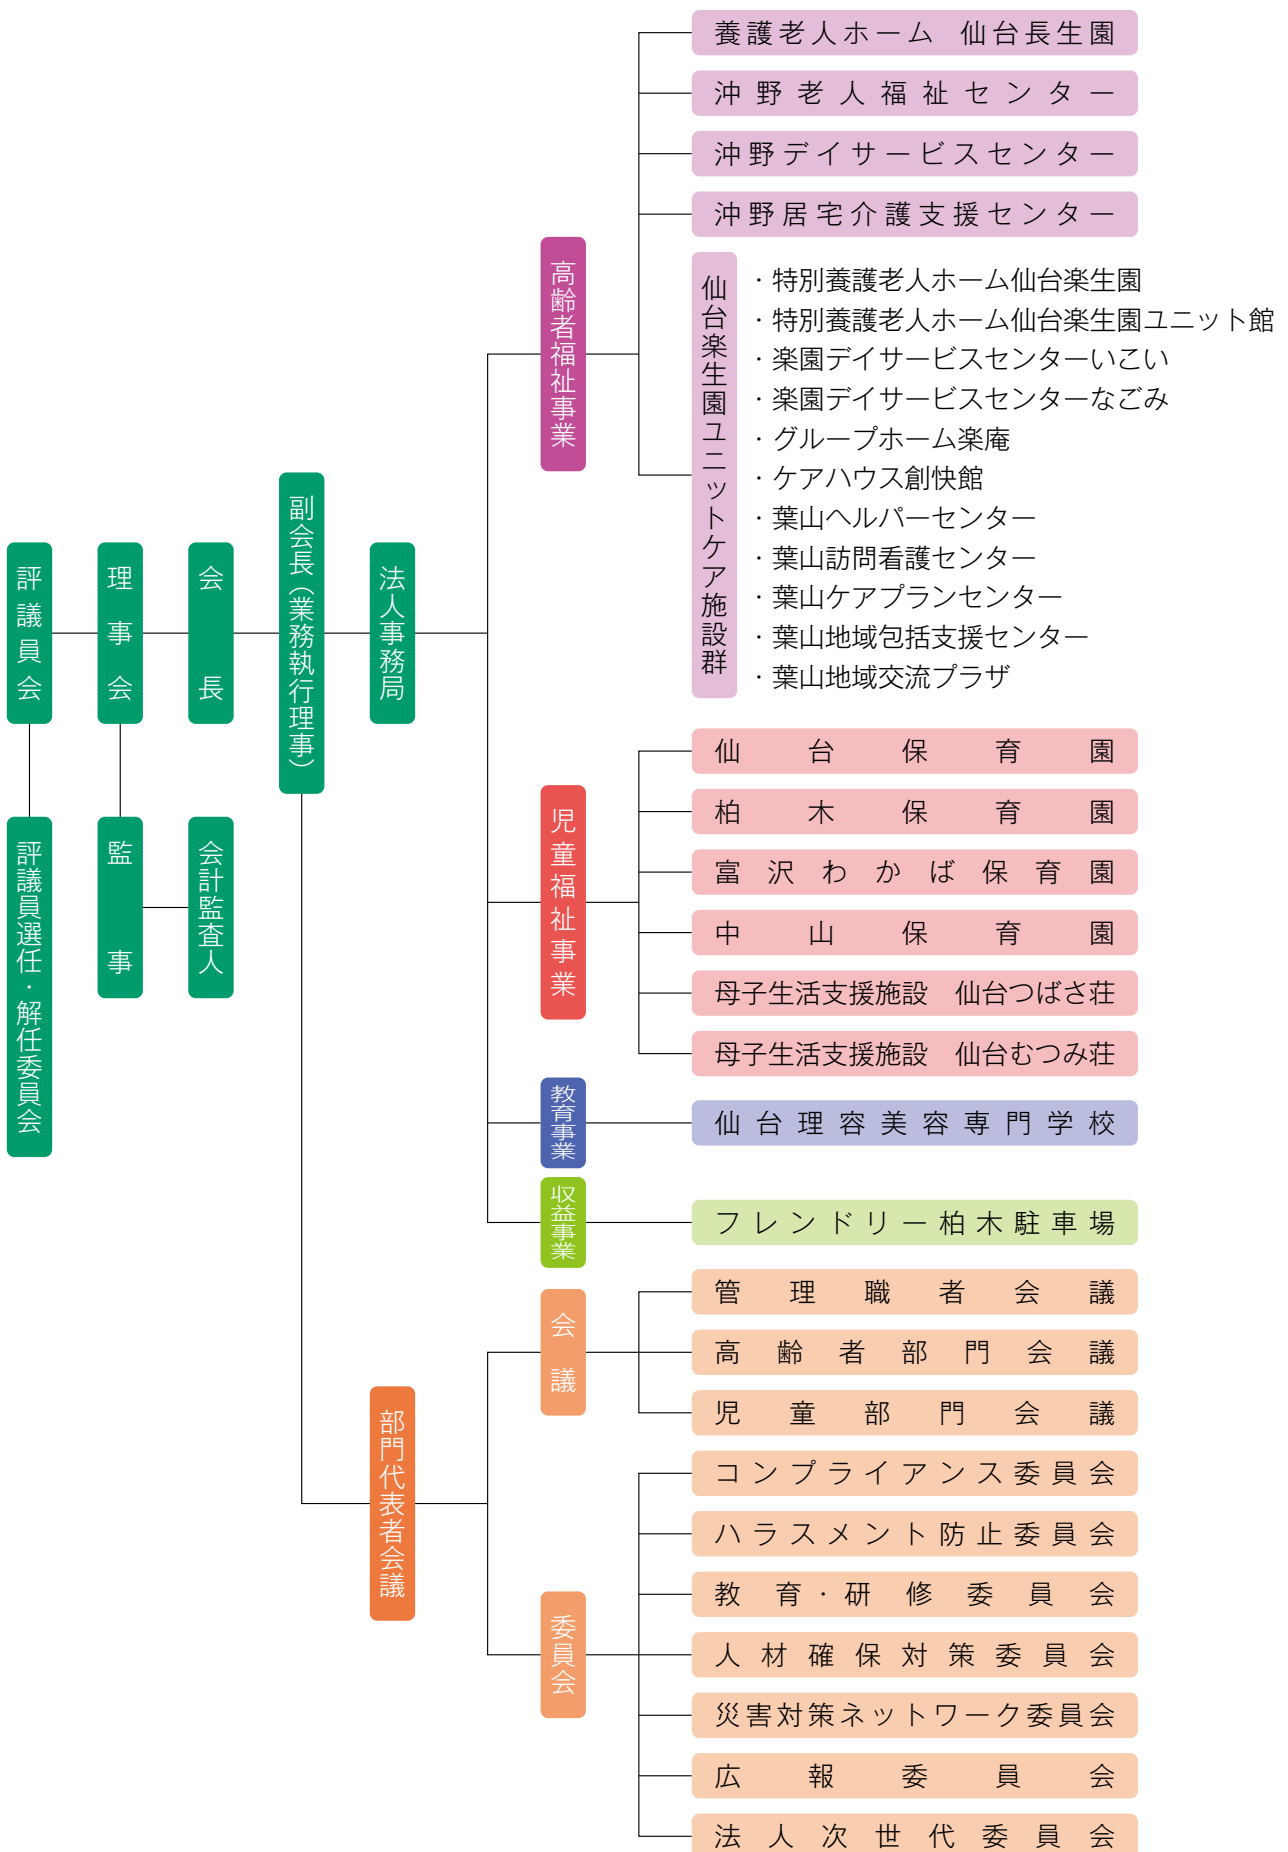 評議員会
理事会
会長
副会長（業務執行理事）
法人事務局
評議員選任・解任委員会
監事
会計監査人
高齢者福祉事業
養護老人ホーム　仙台長生園
沖野老人福祉センター
沖野デイサービスセンター
沖野居宅介護支援センター
仙台楽生園ユニットケア施設群
・特別養護老人ホーム仙台楽生園
・特別養護老人ホーム仙台楽生園ユニット館
・楽園デイサービスセンターいこい
・楽園デイサービスセンターなごみ
・グループホーム楽庵
・ケアハウス創快館
・葉山ヘルパーセンター
・葉山訪問看護センター
・葉山ケアプランセンター
・葉山地域包括支援センター
・葉山地域交流プラザ
児童福祉事業
仙台保育園
柏木保育園
富沢わかば保育園
中山保育園
母子生活支援施設　仙台つばさ荘
母子生活支援施設　仙台むつみ荘
教育事業
仙台理容美容専門学校
収益事業
フレンドリー柏木駐車場
部門代表者会議
会議
管理職者会議
高齢者部門会議
児童部門会議
委員会
コンプライアンス委員会
ハラスメント防止委員会
教育・研修委員会
人材確保対策委員会
災害対策ネットワーク委員会
広報委員会
法人次世代委員会